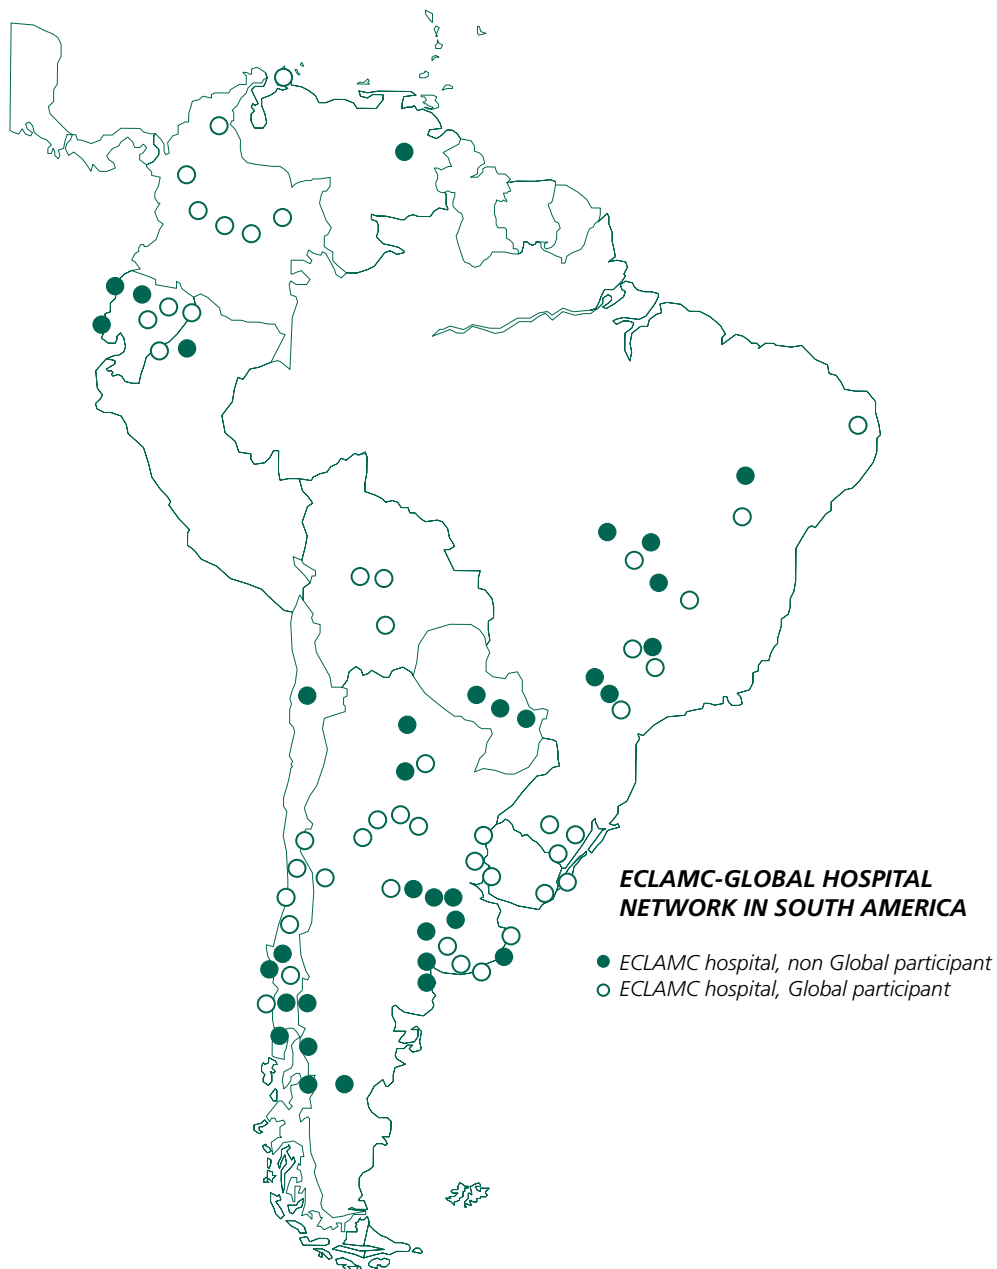 ECLAMC-GLOBAL HOSPITAL
NETWORK IN SOUTH AMERICA
ECLAMC hospital, non Global participant
ECLAMC hospital, Global participant